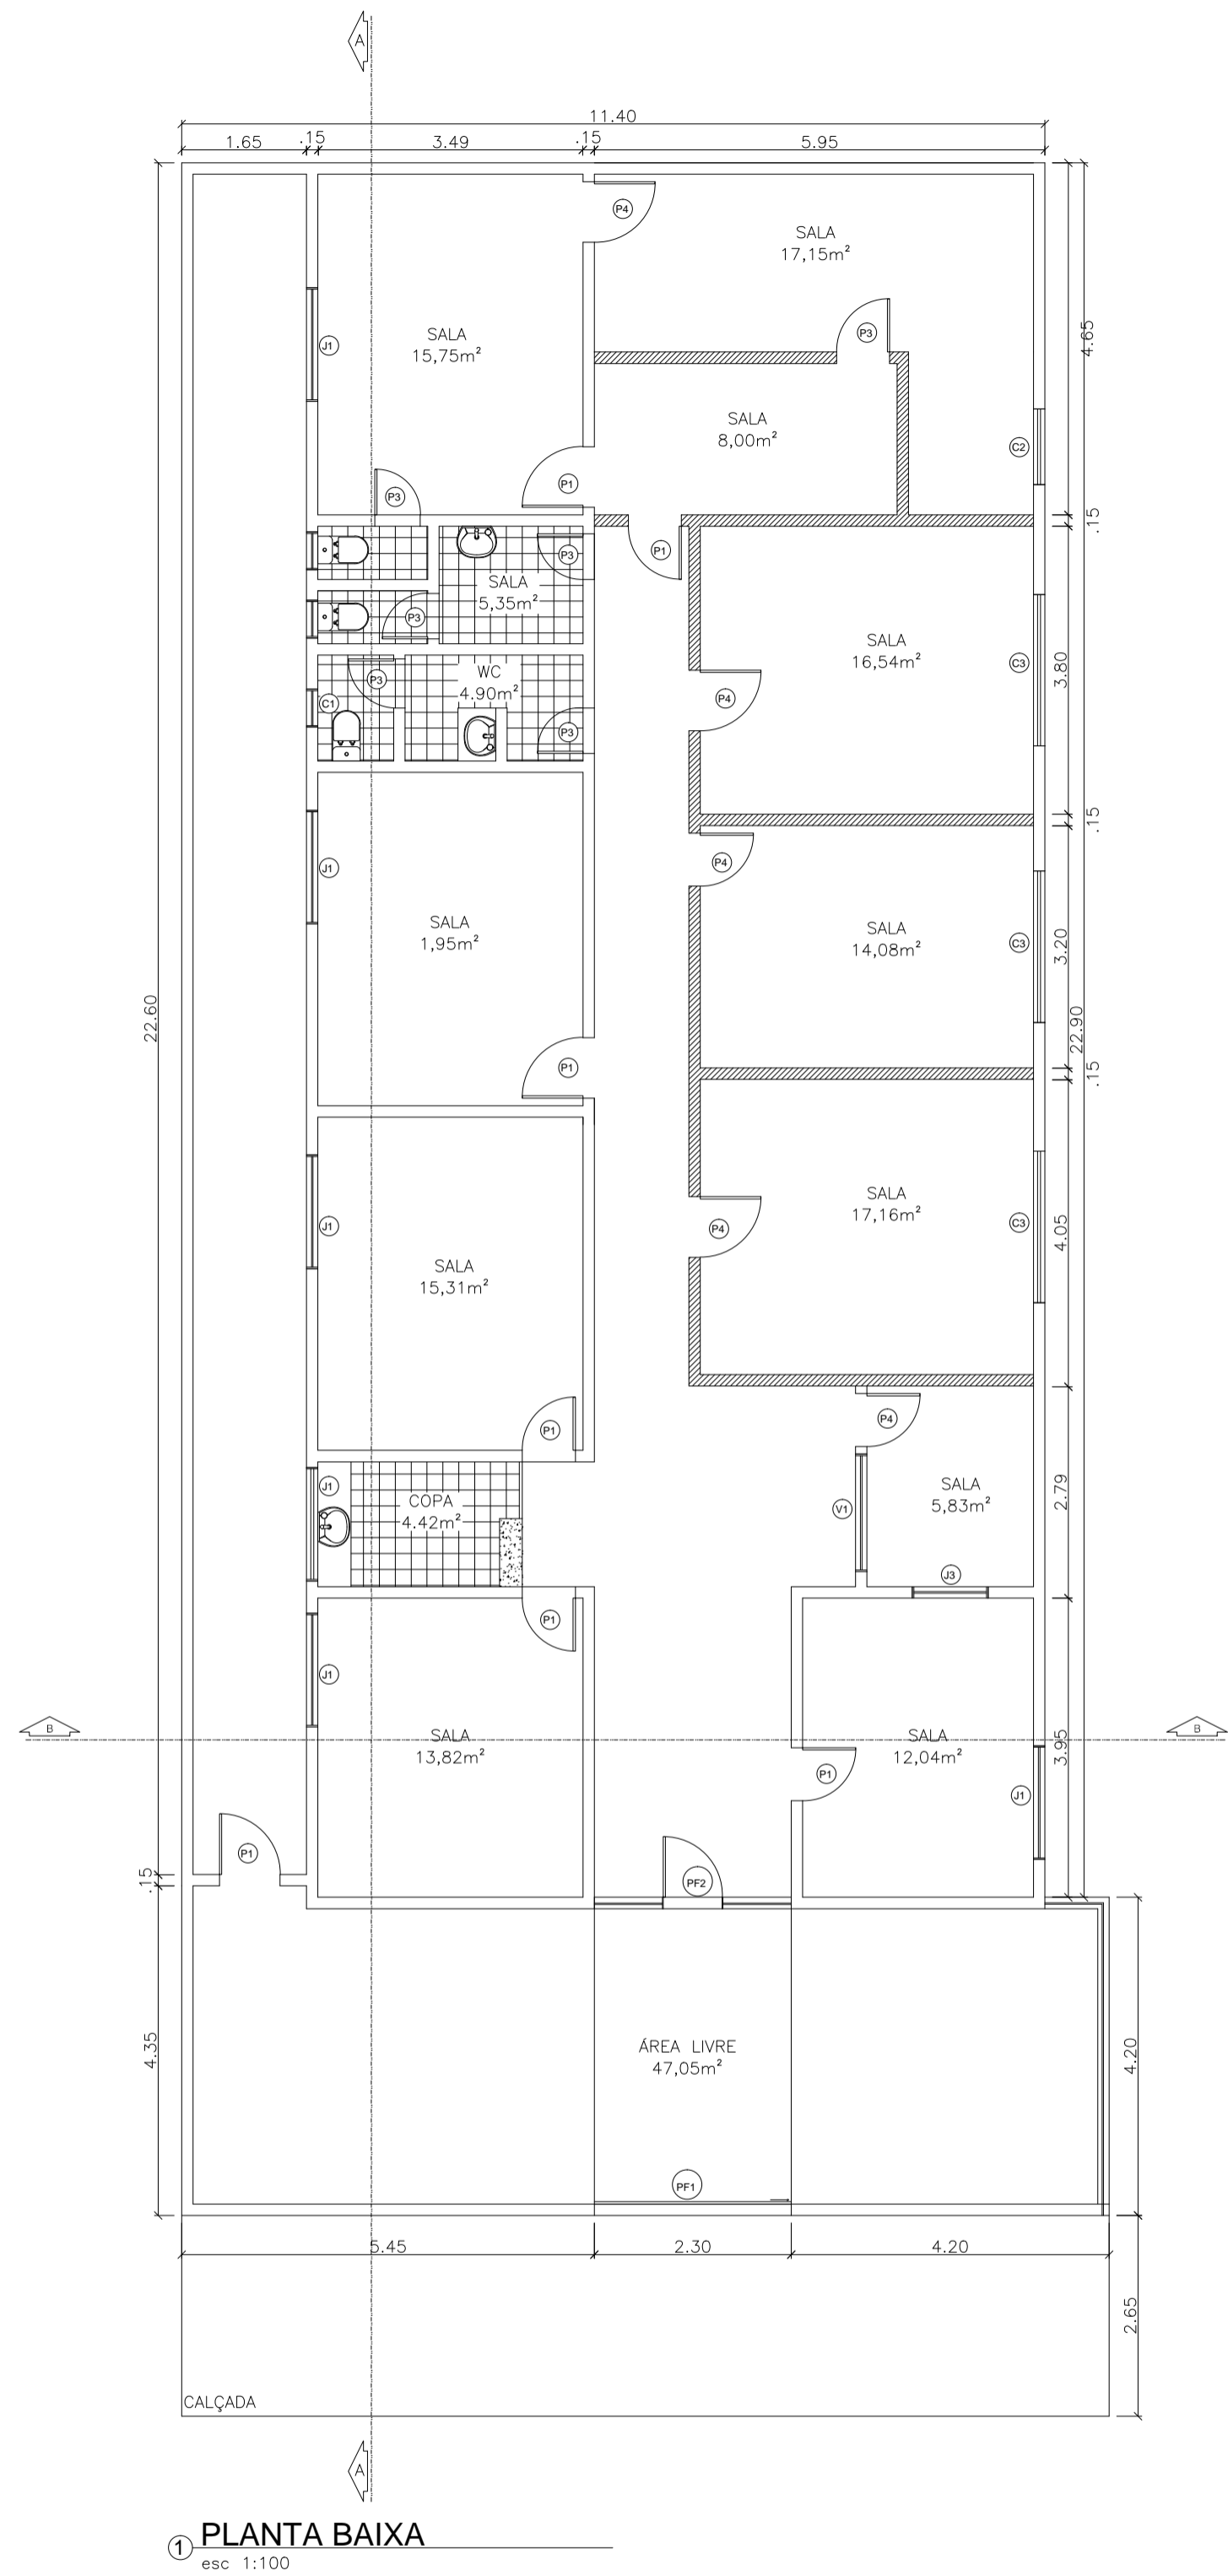 A
11.40
1.65
.15
3.49
.15
5.95
P4
SALA
17,15m²
J1
SALA
15,75m²
P3
4.65
SALA
8,00m²
C2
P1
P3
.15
P1
P3
SALA
5,35m²
P3
SALA
16,54m²
C3
3.80
WC
4.90m²
P3
C1
P4
P3
.15
J1
P4
SALA
1,95m²
SALA
14,08m²
C3
3.20
22.60
22.90
P1
.15
SALA
17,16m²
C3
4.05
J1
P4
SALA
15,31m²
P1
P4
J1
COPA
4.42m²
V1
SALA
5,83m²
2.79
J3
P1
J1
B
B
SALA
13,82m²
SALA
12,04m²
3.95
P1
J1
P1
PF2
.15
ÁREA LIVRE
47,05m²
4.35
4.20
PF1
5.45
2.30
4.20
2.65
CALÇADA
A
1
PLANTA BAIXA
esc 1:100